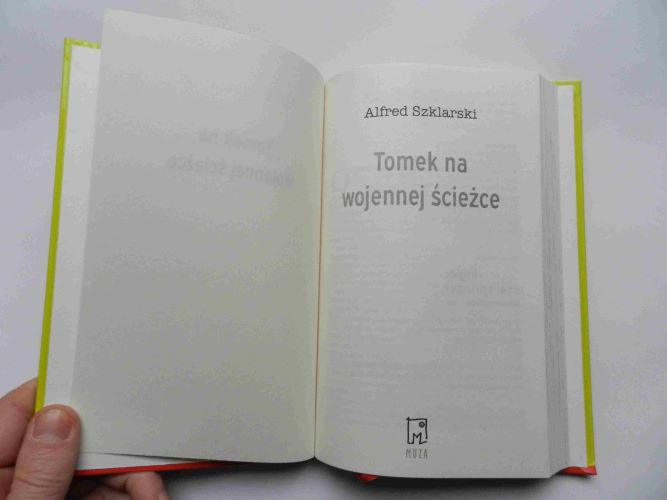 Alfred Szklarski
Tomek na
wojennej ścieżce
M
MUZA